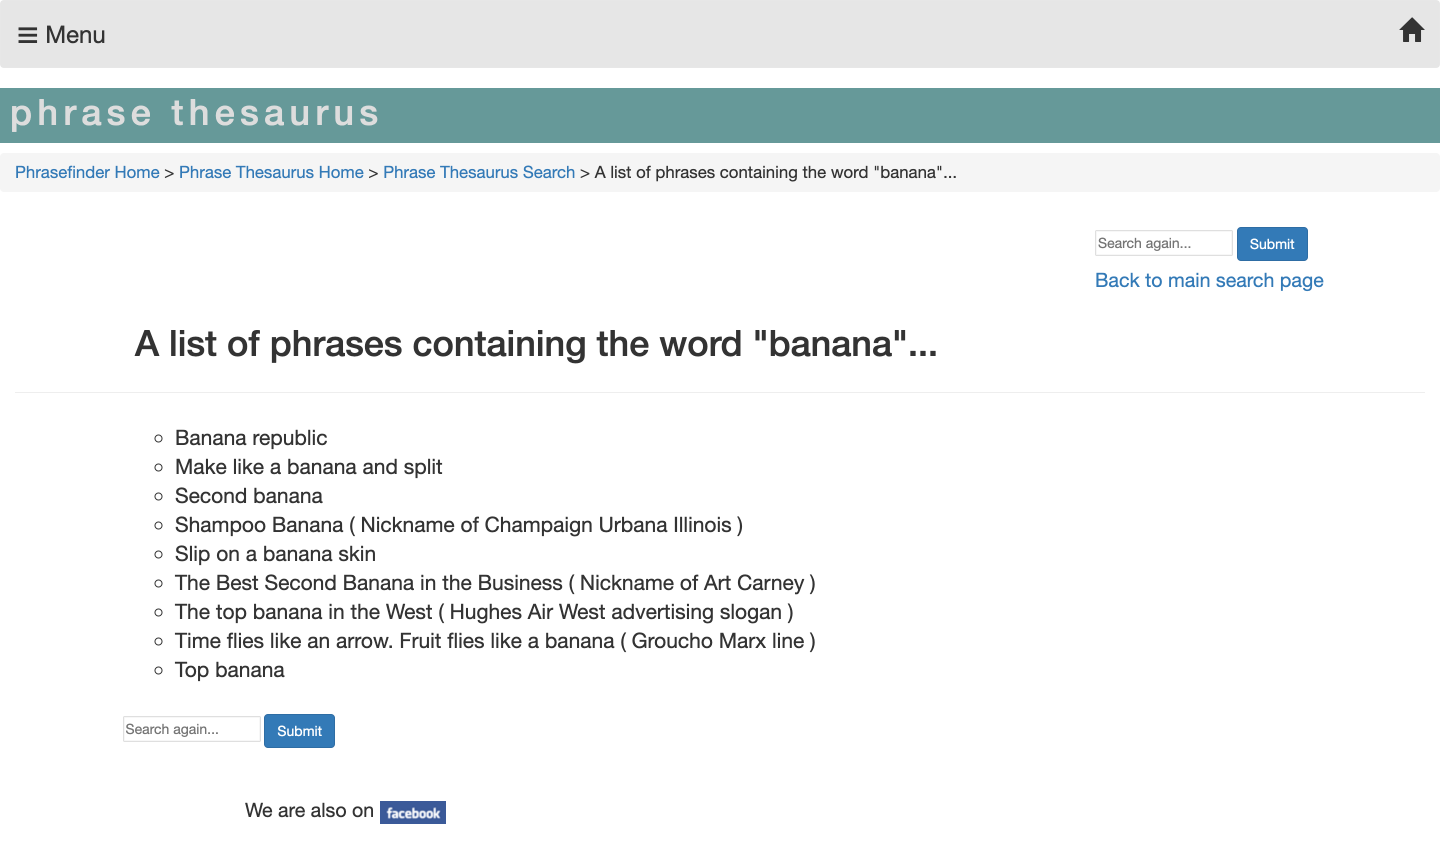 Menu
phrase thesaurus
Phrasefinder Home > Phrase Thesaurus Home > Phrase Thesaurus Search > A list of phrases containing the word "banana"...
Search again... Submit
Back to main search page
A list of phrases containing the word "banana"...
Banana republic
Make like a banana and split
Second banana
Shampoo Banana ( Nickname of Champaign Urbana Illinois )
Slip on a banana skin
The Best Second Banana in the Business ( Nickname of Art Carney )
The top banana in the West ( Hughes Air West advertising slogan )
Time flies like an arrow. Fruit flies like a banana ( Groucho Marx line )
Top banana
Search again... Submit
We are also on facebook